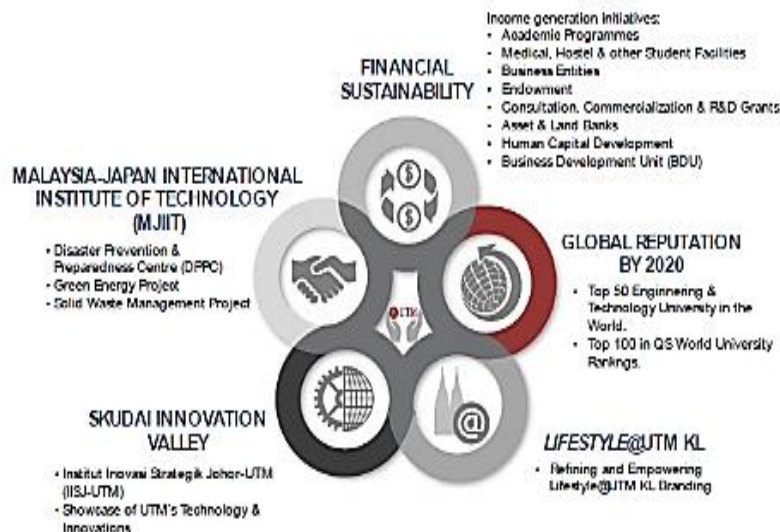 Income generation initiatives:
• Academic Programmes
• Medical, Hostel & other Student Facilities
• Business Entities
• Endowment
• Consultation, Commercialization & R&D Grants
• Asset & Land Banks
• Human Capital Development
• Business Development Unit (BDU)
FINANCIAL
SUSTAINABILITY
MALAYSIA-JAPAN INTERNATIONAL
INSTITUTE OF TECHNOLOGY
(MJIIT)
• Disaster Prevention &
Preparedness Centre (DPPC)
• Green Energy Project
• Solid Waste Management Project
GLOBAL REPUTATION
BY 2020
• Top 50 Enginnering &
Technology University in the
World.
• Top 100 in QS World University
Rankngs.
UTM
SKUDAI INNOVATION
VALLEY
• Institut Inovasi Strategik Johor-UTM
(IISJ-UTM)
• Showcase of UTM's Technology &
Innovations
LIFESTYLE@UTM KL
• Refining and Empowering
Lifestyle@UTM KL Branding